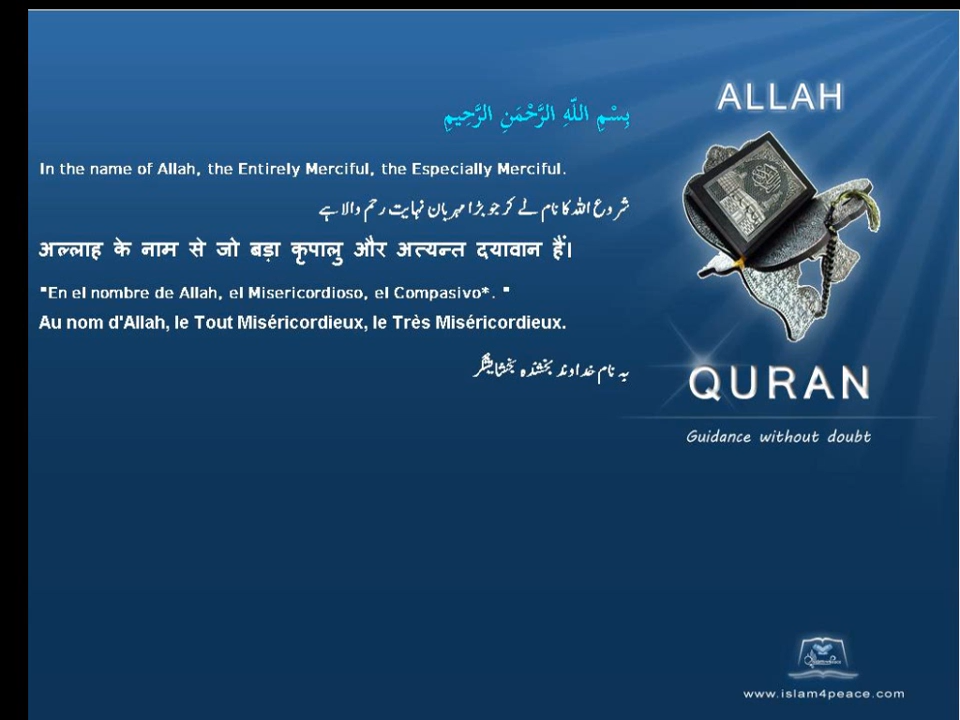 بِسْمِ اللَّهِ الرَّحْمَنِ الرَّحِيمِ
In the name of Allah, the Entirely Merciful, the Especially Merciful.
شروع اللہ کا نام لے کر جو بڑا مہربان نہایت رحم والا ہے
अल्लाह के नाम से जो बड़ा कृपालु और अत्यन्त दयावान हैं।
"En el nombre de Allah, el Misericordioso, el Compasivo*. "
Au nom d'Allah, le Tout Miséricordieux, le Très Miséricordieux.
به نام خداوند بخشنده بخشایشگر
ALLAH
QURAN
Guidance without doubt
www.islam4peace.com